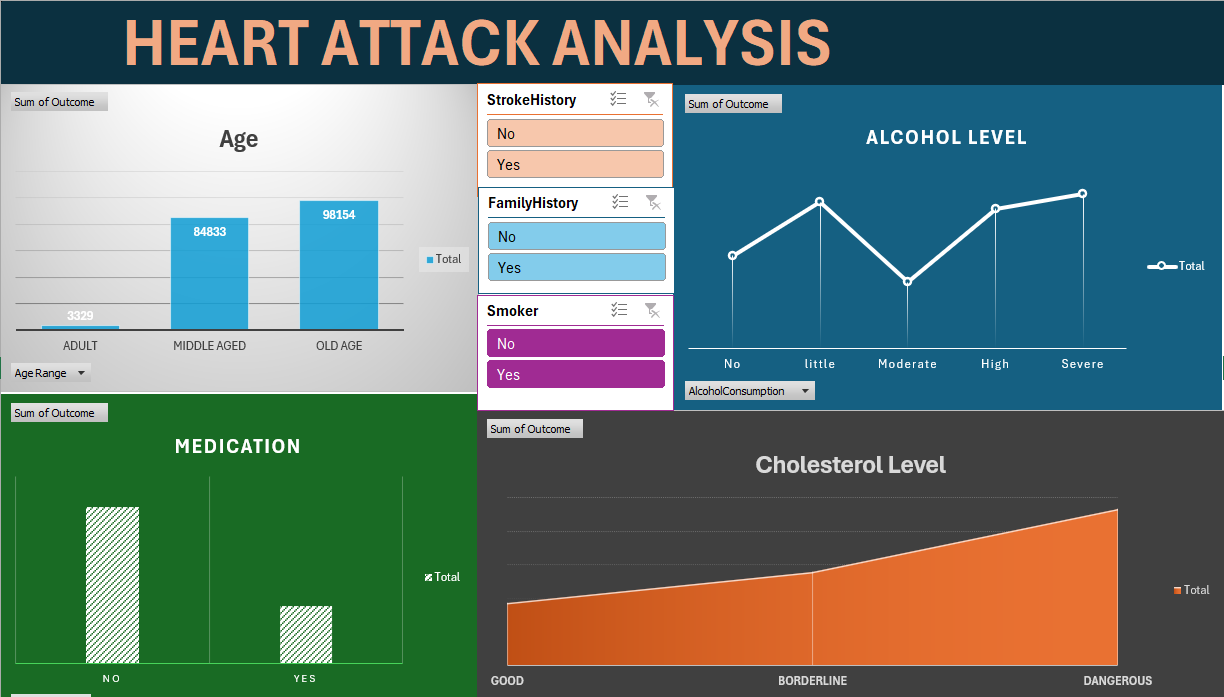 HEART ATTACK ANALYSIS
Sum of Outcome
Age
3329
84833
98154
Total
ADULT
MIDDLE AGED
OLD AGE
Age Range
StrokeHistory
No
Yes
FamilyHistory
No
Yes
Smoker
No
Yes
Sum of Outcome
ALCOHOL LEVEL
Total
No
little
Moderate
High
Severe
AlcoholConsumption
Sum of Outcome
MEDICATION
Total
NO
YES
Sum of Outcome
Cholesterol Level
Total
GOOD
BORDERLINE
DANGEROUS